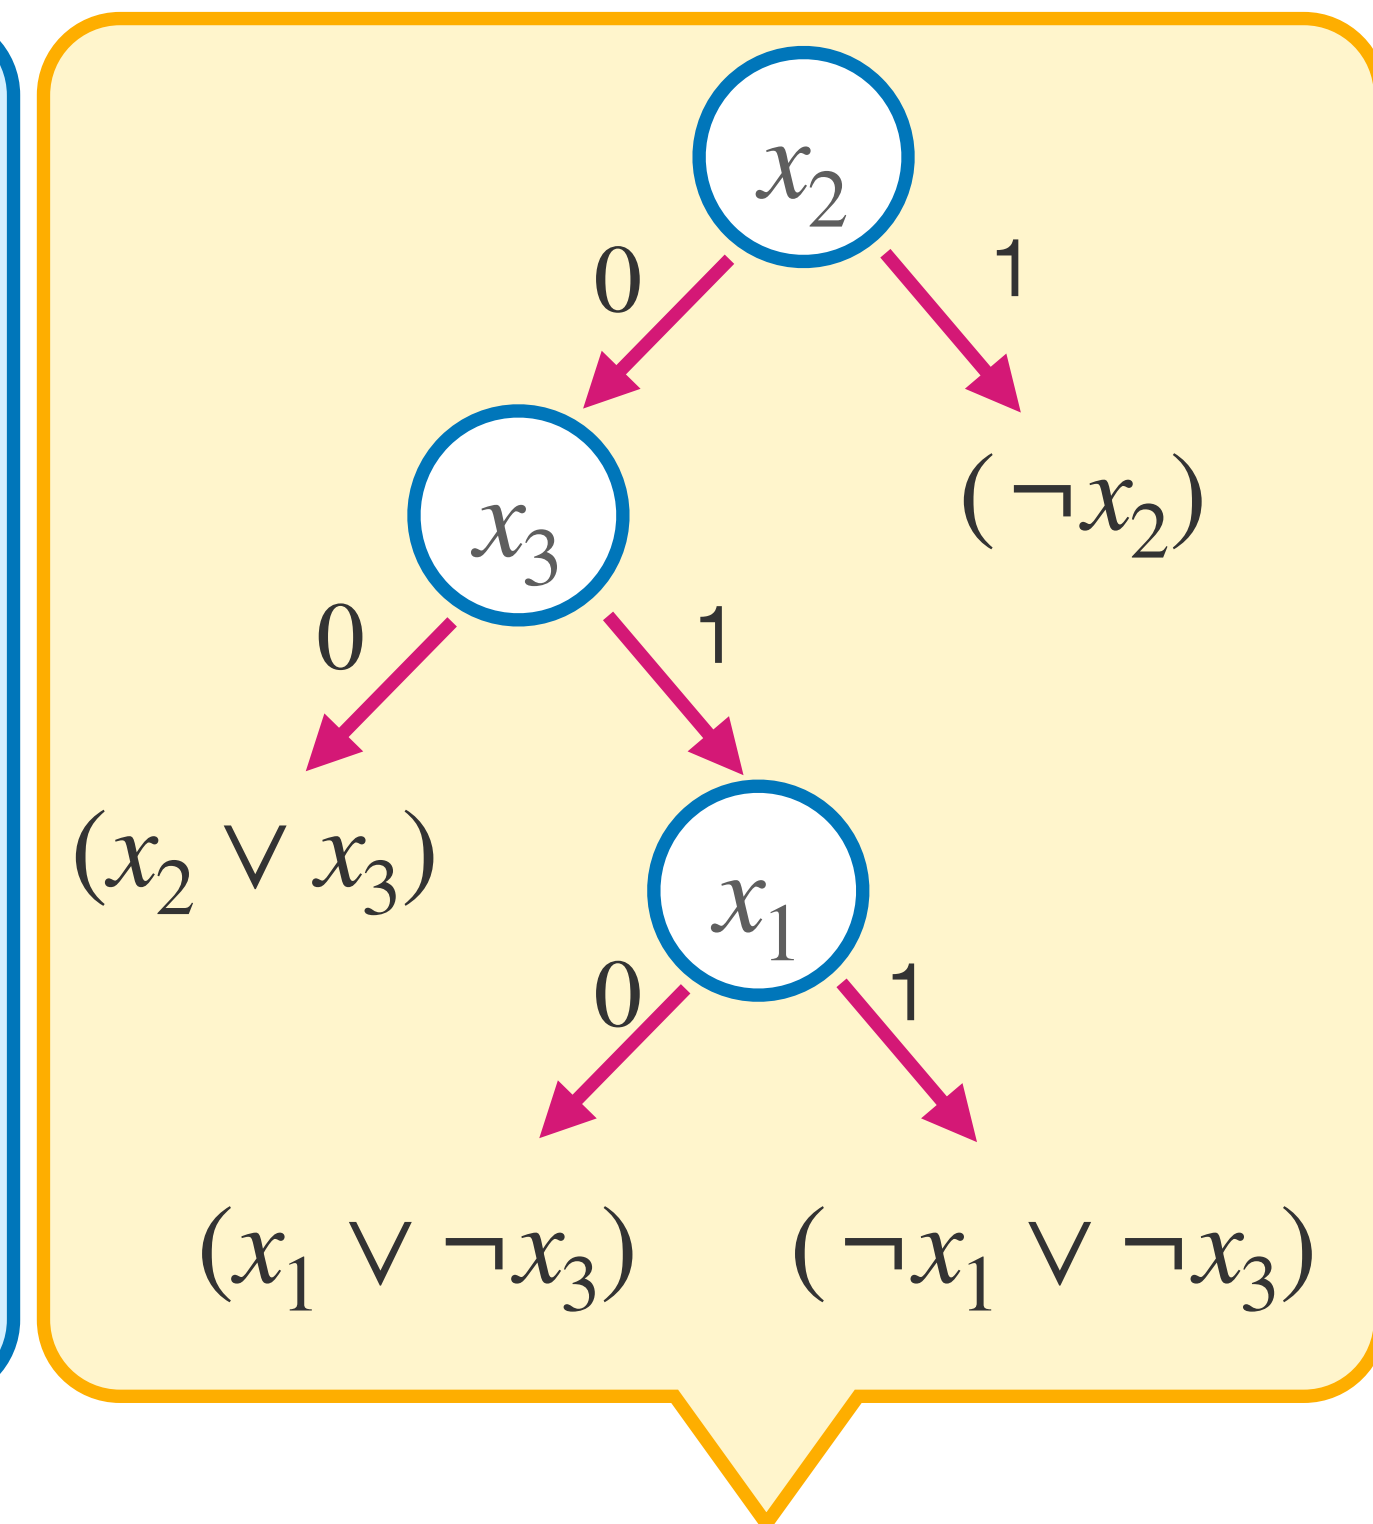 x₂
0 1
x₃ (¬x₂)
0 1
(x₂ ∨ x₃) x₁
0 1
(x₁ ∨ ¬x₃) (¬x₁ ∨ ¬x₃)